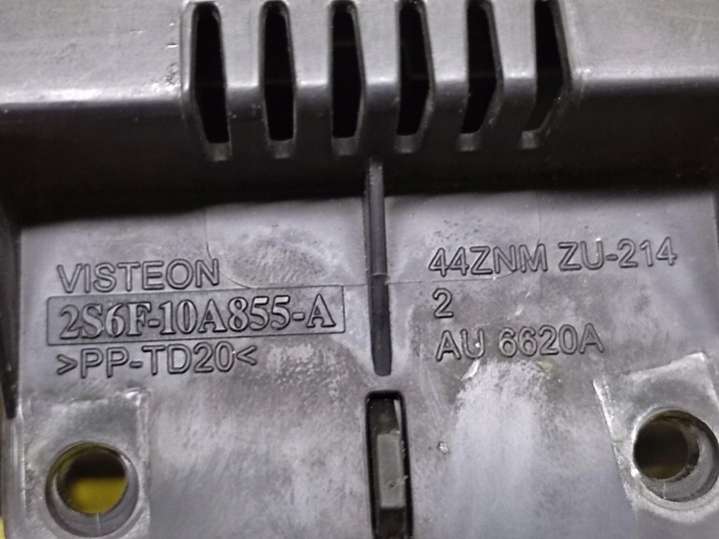 VISTEON
2S6F-10A855-A
>PP-TD20<
44ZNM ZU-214
2
AU 6620A